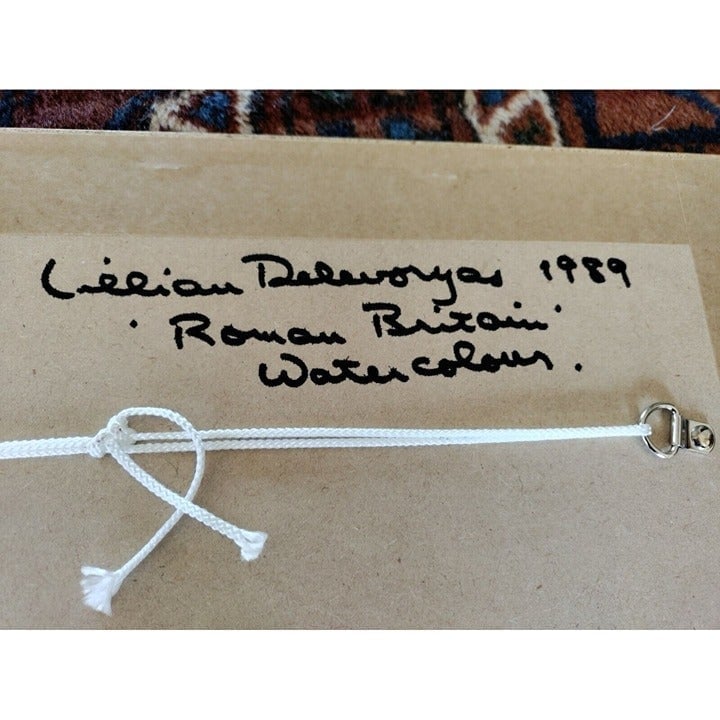 Lillian Delevoryas 1989
'Roman Britain'
Watercolour.